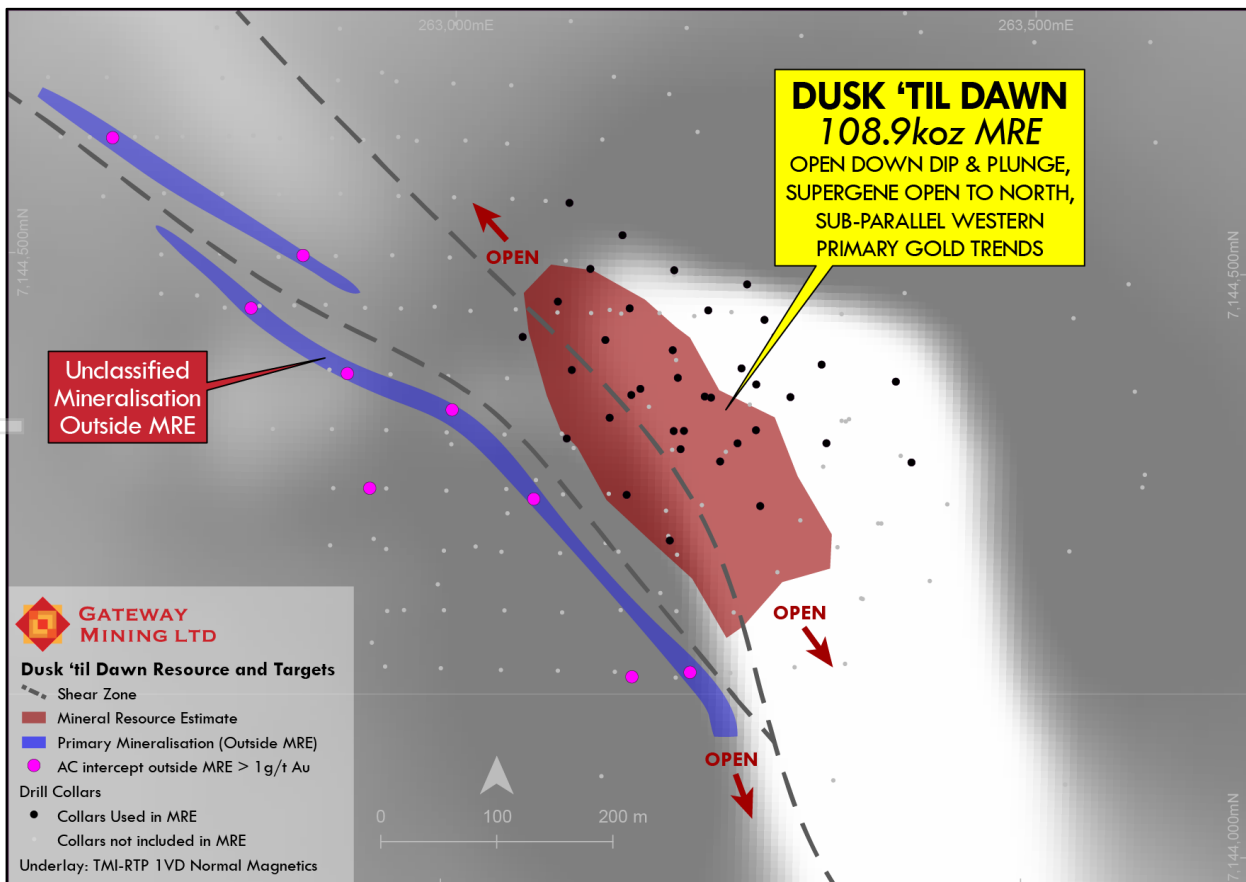 263,000mE
263,500mE
DUSK ‘TIL DAWN
108.9koz MRE
OPEN DOWN DIP & PLUNGE,
SUPERGENE OPEN TO NORTH,
SUB-PARALLEL WESTERN
PRIMARY GOLD TRENDS
7,144,500mN
7,144,500mN
OPEN
Unclassified
Mineralisation
Outside MRE
OPEN
OPEN
GATEWAY
MINING LTD
Dusk ‘til Dawn Resource and Targets
Shear Zone
Mineral Resource Estimate
Primary Mineralisation (Outside MRE)
AC intercept outside MRE > 1g/t Au
Drill Collars
Collars Used in MRE
Collars not included in MRE
Underlay: TMI-RTP 1VD Normal Magnetics
0 100 200 m
7,144,000mN